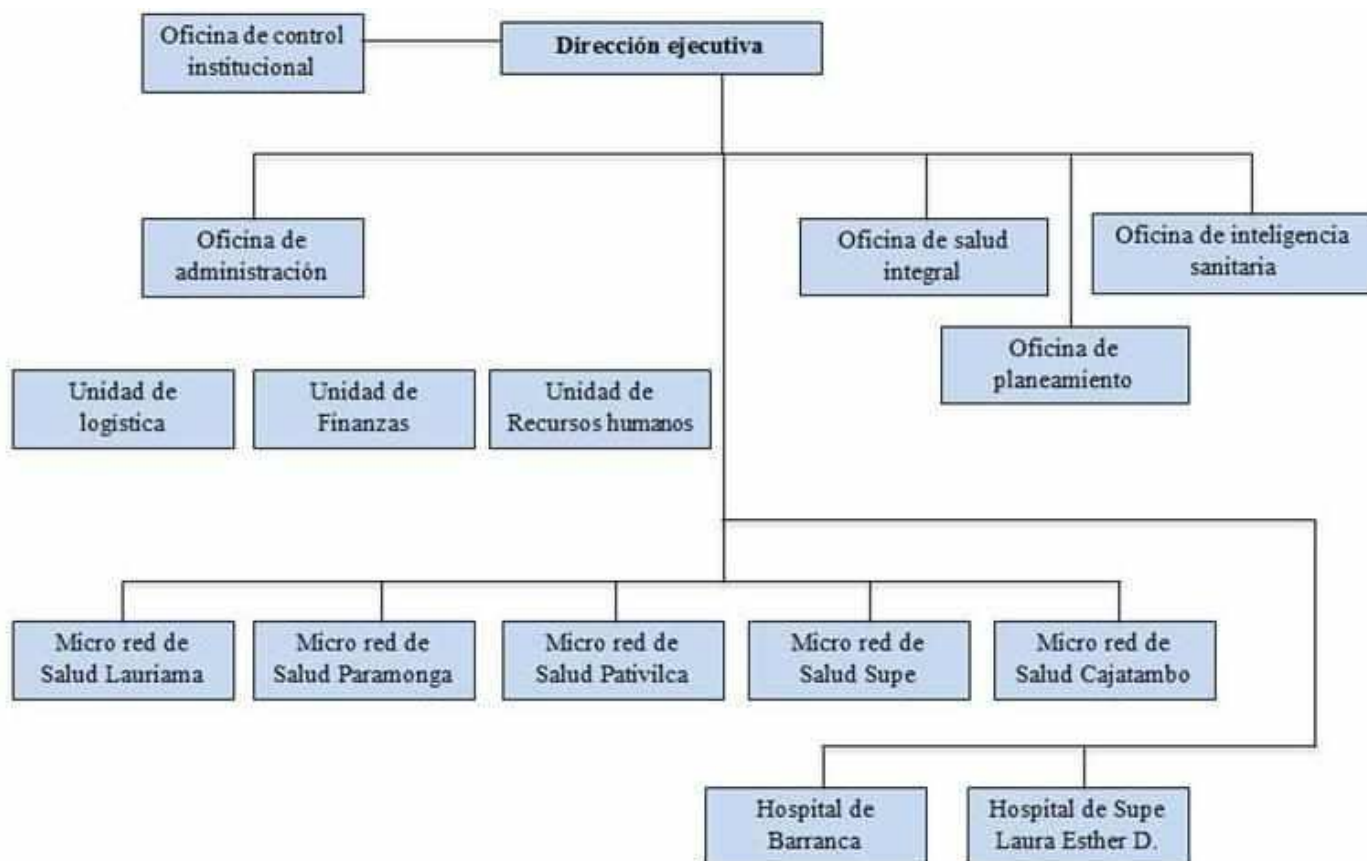 Oficina de control
institucional
Dirección ejecutiva
Oficina de
administración
Oficina de salud
integral
Oficina de inteligencia
sanitaria
Oficina de
planeamiento
Unidad de
logística
Unidad de
Finanzas
Unidad de
Recursos humanos
Micro red de
Salud Lauriama
Micro red de
Salud Paramonga
Micro red de
Salud Pativilca
Micro red de
Salud Supe
Micro red de
Salud Cajatambo
Hospital de
Barranca
Hospital de Supe
Laura Esther D.